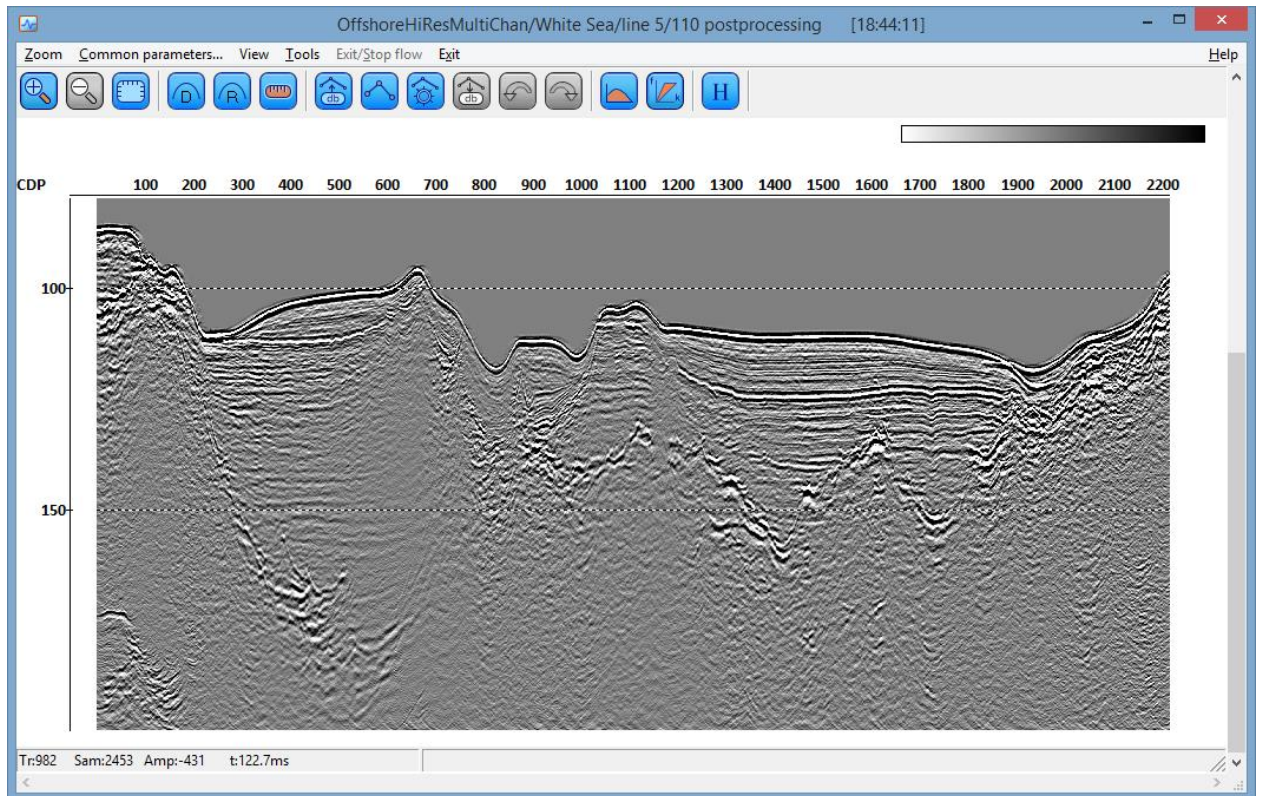 OffshoreHiResMultiChan/White Sea/line 5/110 postprocessing [18:44:11]
Zoom Common parameters... View Tools Exit/Stop flow Exit Help
D R db db f k H
CDP 100 200 300 400 500 600 700 800 900 1000 1100 1200 1300 1400 1500 1600 1700 1800 1900 2000 2100 2200
100
150
Tr:982 Sam:2453 Amp:-431 t:122.7ms